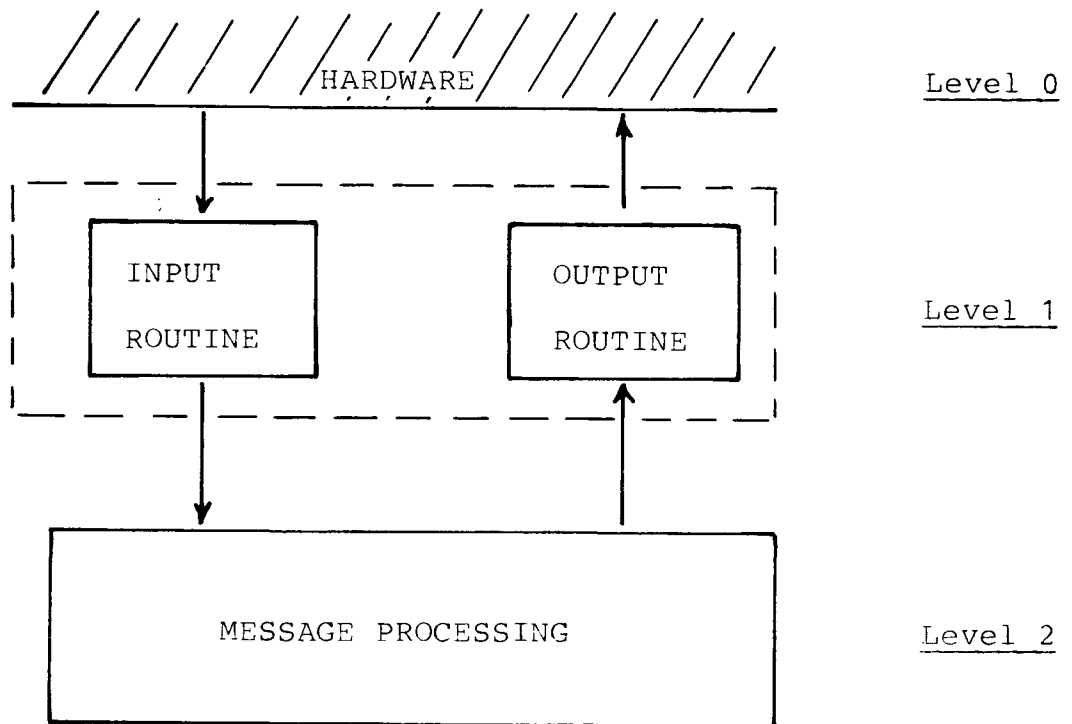 HARDWARE
Level 0
INPUT
ROUTINE
OUTPUT
ROUTINE
Level 1
MESSAGE PROCESSING
Level 2